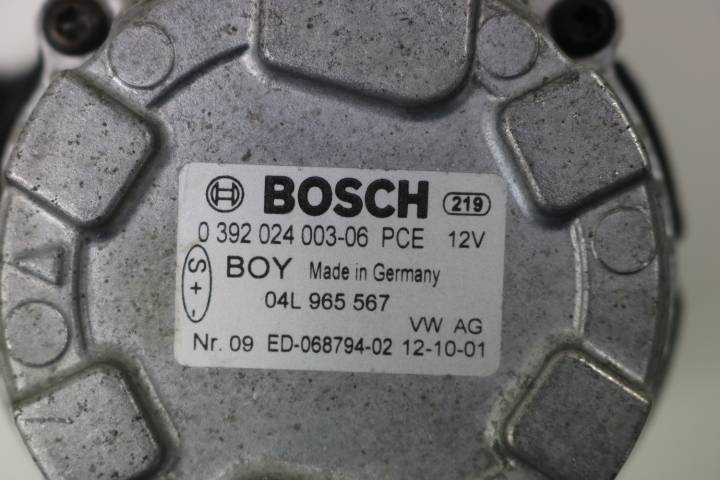 BOSCH 219
0 392 024 003-06 PCE 12V
S + -
BOY Made in Germany
04L 965 567
VW AG
Nr. 09 ED-068794-02 12-10-01